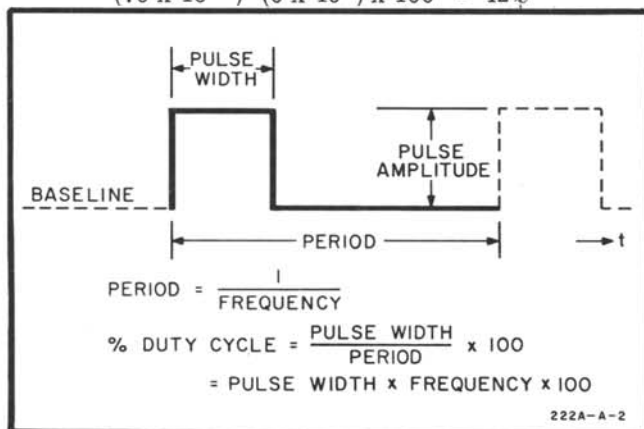 PULSE
WIDTH
PULSE
AMPLITUDE
BASELINE
PERIOD
t
PERIOD = 1 / FREQUENCY
% DUTY CYCLE = PULSE WIDTH / PERIOD x 100
= PULSE WIDTH x FREQUENCY x 100
222A-A-2